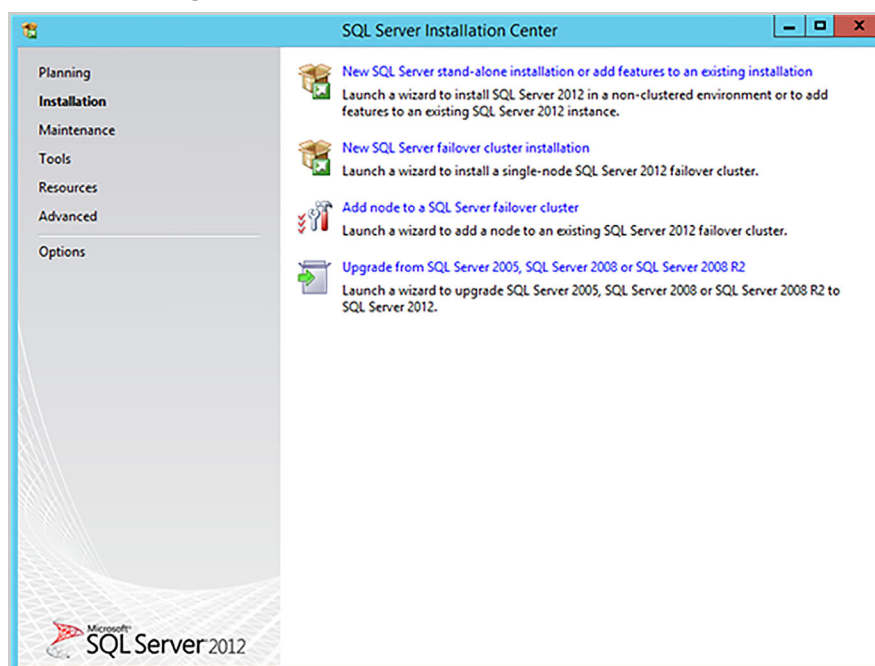 SQL Server Installation Center
Planning
Installation
Maintenance
Tools
Resources
Advanced
Options
New SQL Server stand-alone installation or add features to an existing installation
Launch a wizard to install SQL Server 2012 in a non-clustered environment or to add
features to an existing SQL Server 2012 instance.
New SQL Server failover cluster installation
Launch a wizard to install a single-node SQL Server 2012 failover cluster.
Add node to a SQL Server failover cluster
Launch a wizard to add a node to an existing SQL Server 2012 failover cluster.
Upgrade from SQL Server 2005, SQL Server 2008 or SQL Server 2008 R2
Launch a wizard to upgrade SQL Server 2005, SQL Server 2008 or SQL Server 2008 R2 to
SQL Server 2012.
Microsoft®
SQL Server 2012